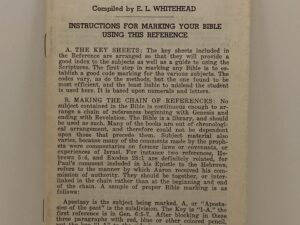 Compiled by E. L. WHITEHEAD
INSTRUCTIONS FOR MARKING YOUR BIBLE
USING THIS REFERENCE
A. THE KEY SHEETS: The key sheets included in
the Reference are arranged so that they will provide a
good index to the subjects as well as a guide to using the
Scriptures. The first step in marking any Bible is to es-
tablish a good code marking for the various subjects. The
codes vary, as do the methods, but the one found to be
most efficient, and the least liable to mislead the student
is used here. It is based upon numerals and letters.
B. MAKING THE CHAIN OF REFERENCES: No
subject contained in the Bible is continuous enough to ar-
range a chain of references beginning with Genesis and
ending with Revelation. The Bible is a library, and should
be used as such. Many of the books are out of chronologi-
cal arrangement, and therefore could not be dependent
upon those that precede them. Subject material also
varies, because many of the comments made by the proph-
ets were commentaries on former laws or covenants, or
experiences of Israel. For instance two references, He-
brews 5:4, and Exodus 28:1 are definitely related, for
Paul's comment included in his Epistle to the Hebrews,
refers to the manner by which Aaron received his com-
mission of authority. They should be together, or inter-
linked in the chain rather than at the beginning and end
of the chain. A sample of proper Bible marking is as
follows:
Apostasy is the subject being marked, A, or "Aposta-
sies of the past" is the subdivision. The Key is "1-A," the
first reference is in Gen. 6:5-7. After blocking in these
three paragraphs with red, blue or other colored pencil,